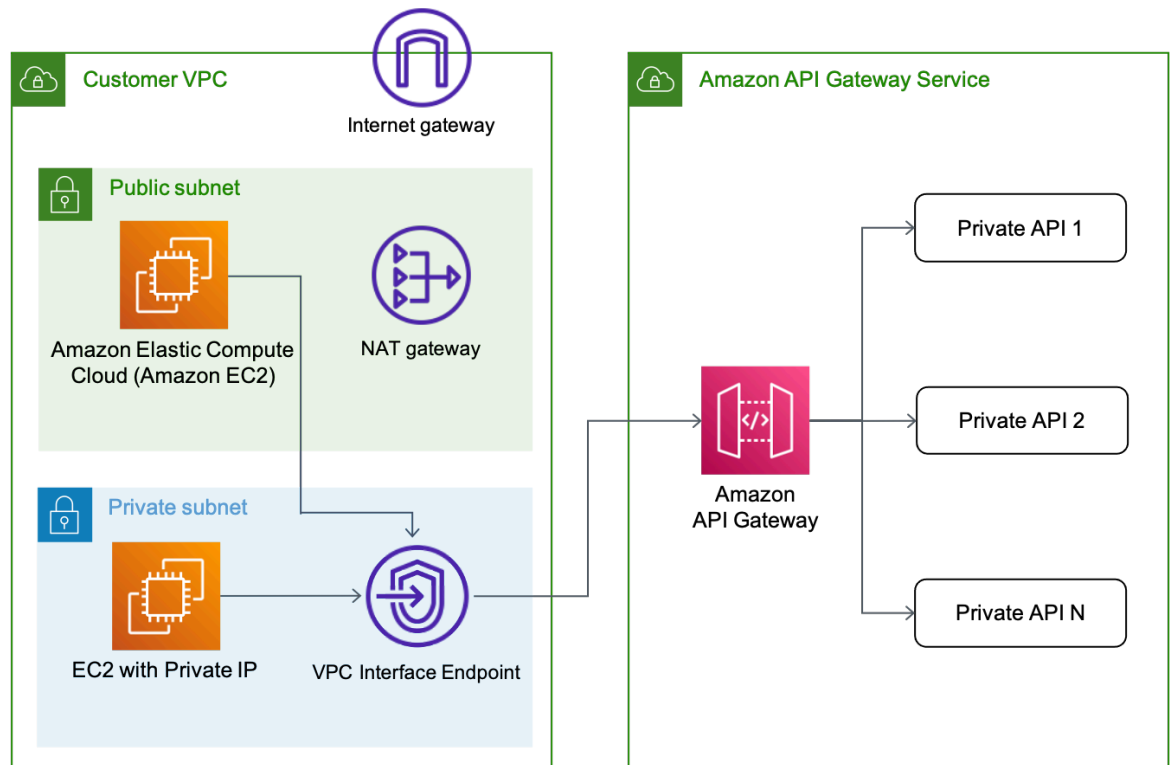 Customer VPC
Internet gateway
Public subnet
Amazon Elastic Compute
Cloud (Amazon EC2)
NAT gateway
Private subnet
EC2 with Private IP
VPC Interface Endpoint
Amazon API Gateway Service
</>
Amazon
API Gateway
Private API 1
Private API 2
Private API N